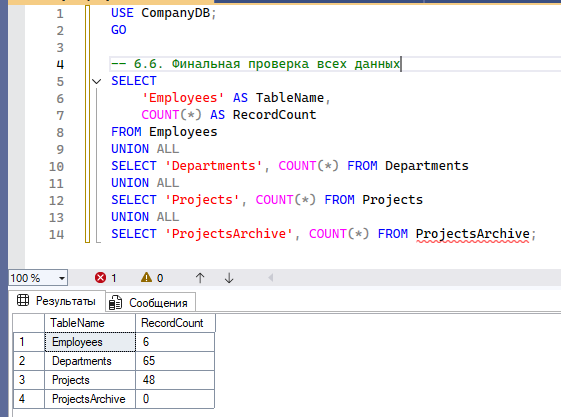 1 USE CompanyDB;
2 GO
3
4 -- 6.6. Финальная проверка всех данных
5 SELECT
6 'Employees' AS TableName,
7 COUNT(*) AS RecordCount
8 FROM Employees
9 UNION ALL
10 SELECT 'Departments', COUNT(*) FROM Departments
11 UNION ALL
12 SELECT 'Projects', COUNT(*) FROM Projects
13 UNION ALL
14 SELECT 'ProjectsArchive', COUNT(*) FROM ProjectsArchive;
100 % 1 0
Результаты Сообщения
TableName RecordCount
1 Employees 6
2 Departments 65
3 Projects 48
4 ProjectsArchive 0